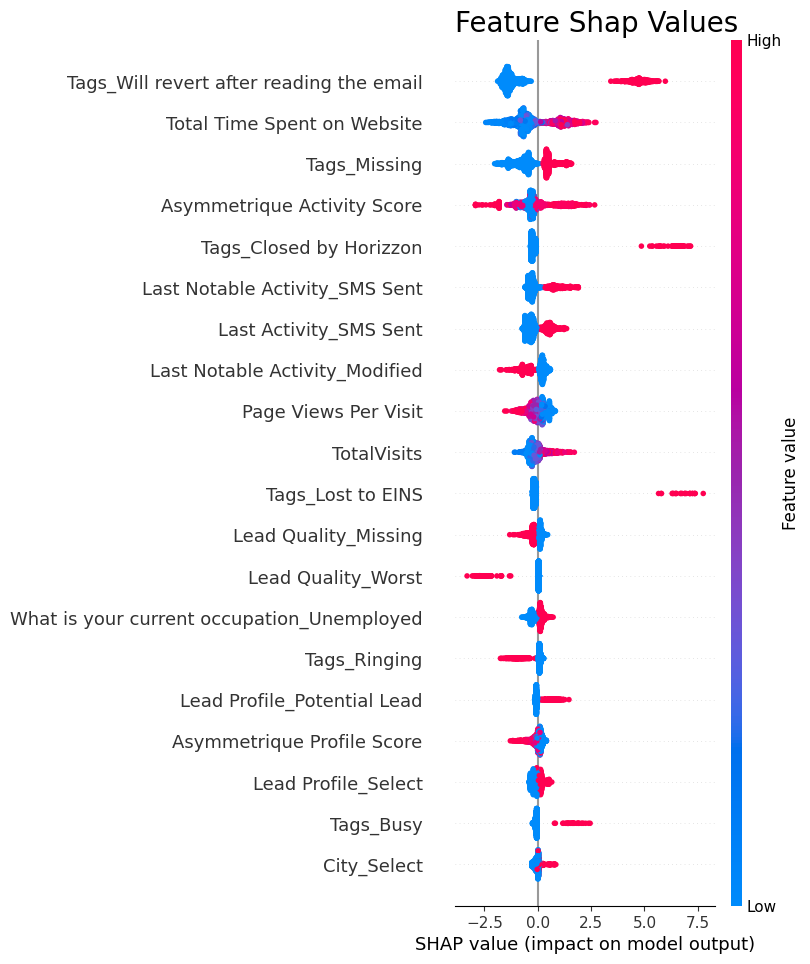 Feature Shap Values
High
Tags_Will revert after reading the email
Total Time Spent on Website
Tags_Missing
Asymmetrique Activity Score
Tags_Closed by Horizzon
Last Notable Activity_SMS Sent
Last Activity_SMS Sent
Last Notable Activity_Modified
Page Views Per Visit
TotalVisits
Tags_Lost to EINS
Lead Quality_Missing
Lead Quality_Worst
What is your current occupation_Unemployed
Tags_Ringing
Lead Profile_Potential Lead
Asymmetrique Profile Score
Lead Profile_Select
Tags_Busy
City_Select
Feature value
Low
−2.5 0.0 2.5 5.0 7.5
SHAP value (impact on model output)